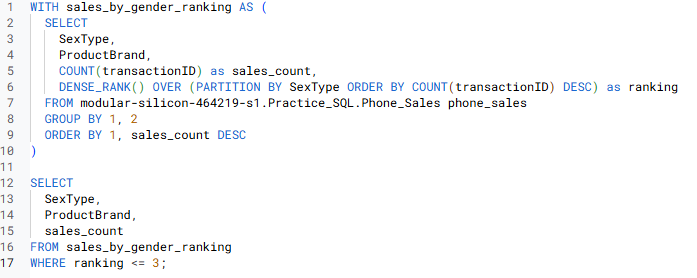 1 WITH sales_by_gender_ranking AS (
2   SELECT
3     SexType,
4     ProductBrand,
5     COUNT(transactionID) as sales_count,
6     DENSE_RANK() OVER (PARTITION BY SexType ORDER BY COUNT(transactionID) DESC) as ranking
7   FROM modular-silicon-464219-s1.Practice_SQL.Phone_Sales phone_sales
8   GROUP BY 1, 2
9   ORDER BY 1, sales_count DESC
10 )
11
12 SELECT
13   SexType,
14   ProductBrand,
15   sales_count
16 FROM sales_by_gender_ranking
17 WHERE ranking <= 3;